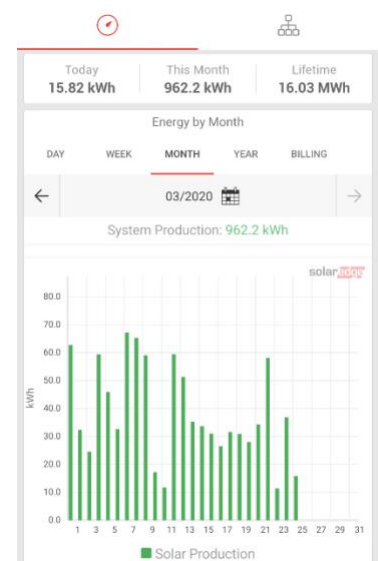 Today This Month Lifetime
15.82 kWh 962.2 kWh 16.03 MWh
Energy by Month
DAY WEEK MONTH YEAR BILLING
← 03/2020 →
System Production: 962.2 kWh
solaredge
80.0
70.0
60.0
50.0
40.0
30.0
20.0
10.0
0.0
kWh
1 3 5 7 9 11 13 15 17 19 21 23 25 27 29 31
Solar Production